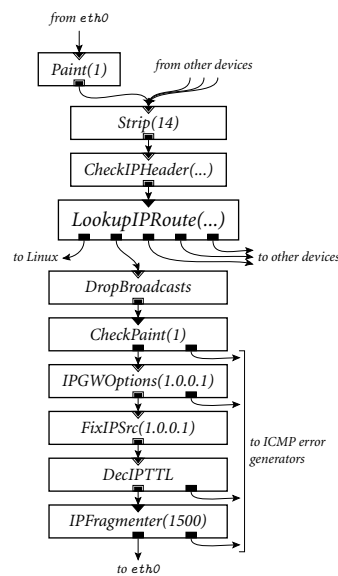 from eth0
Paint(1)
from other devices
Strip(14)
CheckIPHeader(...)
LookupIPRoute(...)
to Linux
to other devices
DropBroadcasts
CheckPaint(1)
IPGWOptions(1.0.0.1)
FixIPSrc(1.0.0.1)
to ICMP error
generators
DecIPTTL
IPFragmenter(1500)
to eth0